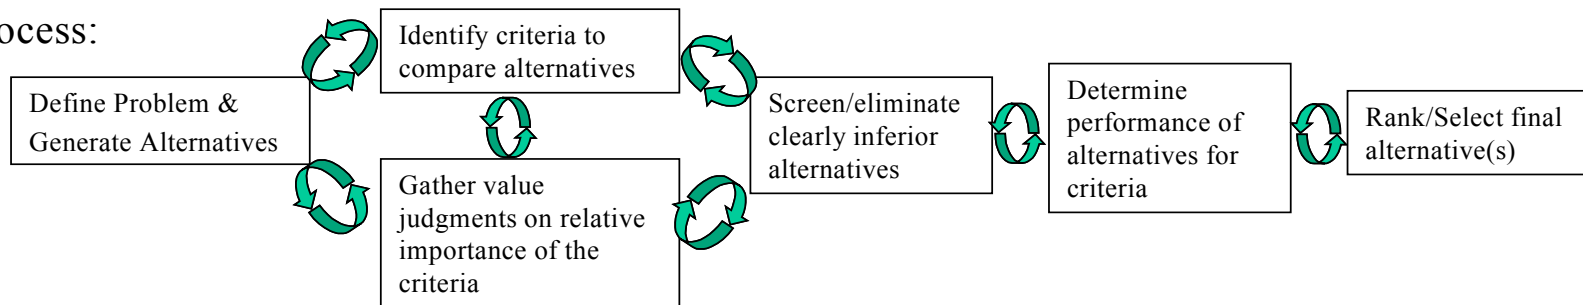 ocess:
Define Problem &
Generate Alternatives
Identify criteria to
compare alternatives
Gather value
judgments on relative
importance of the
criteria
Screen/eliminate
clearly inferior
alternatives
Determine
performance of
alternatives for
criteria
Rank/Select final
alternative(s)